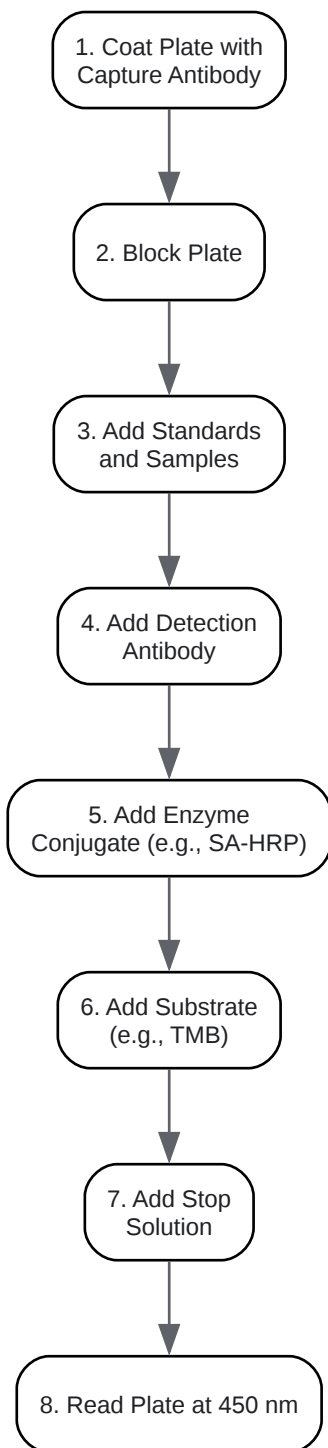 1. Coat Plate with
Capture Antibody
2. Block Plate
3. Add Standards
and Samples
4. Add Detection
Antibody
5. Add Enzyme
Conjugate (e.g., SA-HRP)
6. Add Substrate
(e.g., TMB)
7. Add Stop
Solution
8. Read Plate at 450 nm